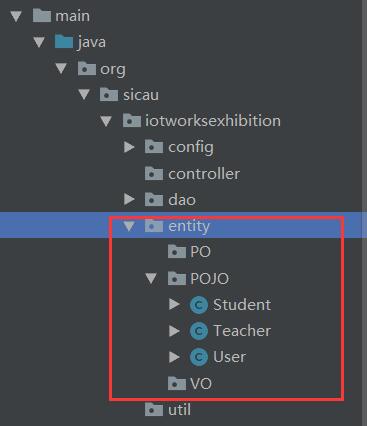 main
java
org
sicau
iotworksexhibition
config
controller
dao
entity
PO
POJO
C Student
C Teacher
C User
VO
util